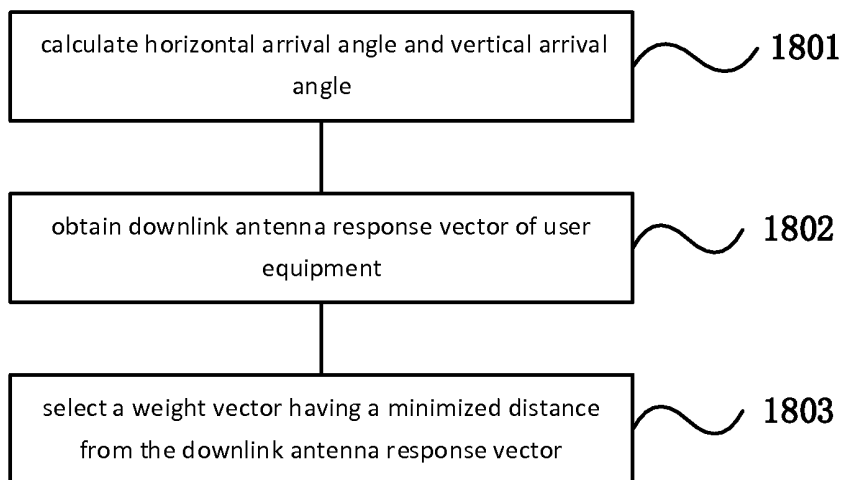 calculate horizontal arrival angle and vertical arrival
angle
1801
obtain downlink antenna response vector of user
equipment
1802
select a weight vector having a minimized distance
from the downlink antenna response vector
1803